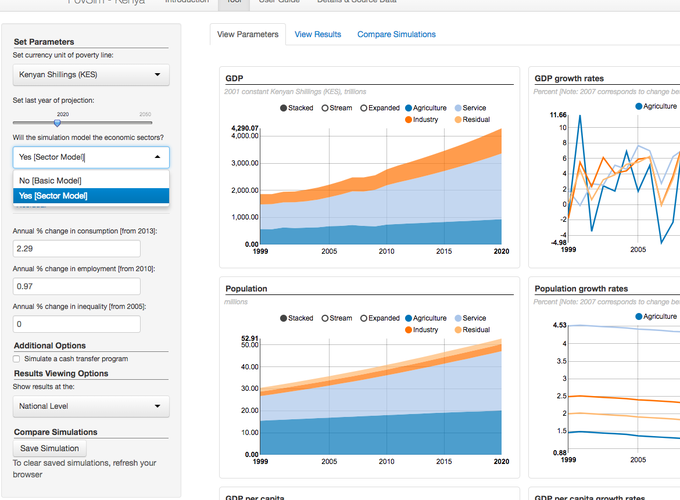 PovSim - Kenya
Introduction
Tool
User Guide
Details & Source Data
Set Parameters
Set currency unit of poverty line:
Kenyan Shillings (KES)
Set last year of projection:
2020
2050
Will the simulation model the economic sectors?
Yes [Sector Model]
No [Basic Model]
Yes [Sector Model]
Annual % change in consumption [from 2013]:
2.29
Annual % change in employment [from 2010]:
0.97
Annual % change in inequality [from 2005]:
0
Additional Options
Simulate a cash transfer program
Results Viewing Options
Show results at the:
National Level
Compare Simulations
Save Simulation
To clear saved simulations, refresh your
browser
View Parameters
View Results
Compare Simulations
GDP
2001 constant Kenyan Shillings (KES), trillions
Stacked Stream Expanded Agriculture Service
Industry Residual
4,290.07
4,000.00
3,000.00
2,000.00
1,000.00
0.00
1999 2005 2010 2015 2020
GDP growth rates
Percent [Note: 2007 corresponds to change be
Agriculture
11.66
10
8
6
4
2
0
-2
-4
-4.98
1999 2005
Population
millions
Stacked Stream Expanded Agriculture Service
Industry Residual
52.91
50.00
40.00
30.00
20.00
10.00
0.00
1999 2005 2010 2015 2020
Population growth rates
Percent [Note: 2007 corresponds to change be
Agriculture
4.53
4
3.5
3
2.5
2
1.5
0.88
1999 2005
GDP per capita
GDP per capita growth rates